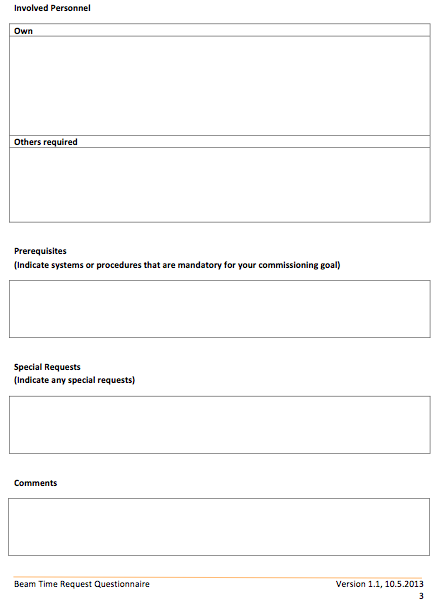 Involved Personnel
Own
Others required
Prerequisites
(Indicate systems or procedures that are mandatory for your commissioning goal)
Special Requests
(Indicate any special requests)
Comments
Beam Time Request Questionnaire Version 1.1, 10.5.2013
3